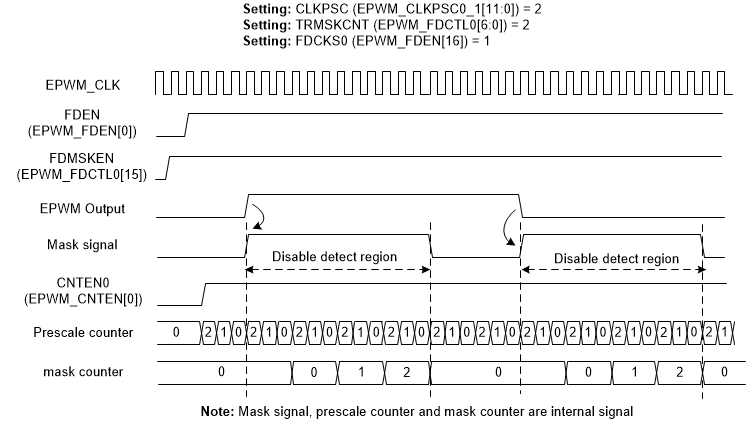 Setting: CLKPSC (EPWM_CLKPSC0_1[11:0]) = 2
Setting: TRMSKCNT (EPWM_FDCTL0[6:0]) = 2
Setting: FDCKS0 (EPWM_FDEN[16]) = 1
EPWM_CLK
FDEN
(EPWM_FDEN[0])
FDMSKEN
(EPWM_FDCTL0[15])
EPWM Output
Mask signal
Disable detect region
Disable detect region
CNTEN0
(EPWM_CNTEN[0])
Prescale counter 0 2 1 0 2 1 0 2 1 0 2 1 0 2 1 0 2 1 0 2 1 0 2 1 0 2 1 0 2 1 0 2 1 0 2 1
mask counter 0 0 1 2 0 0 1 2 0
Note: Mask signal, prescale counter and mask counter are internal signal